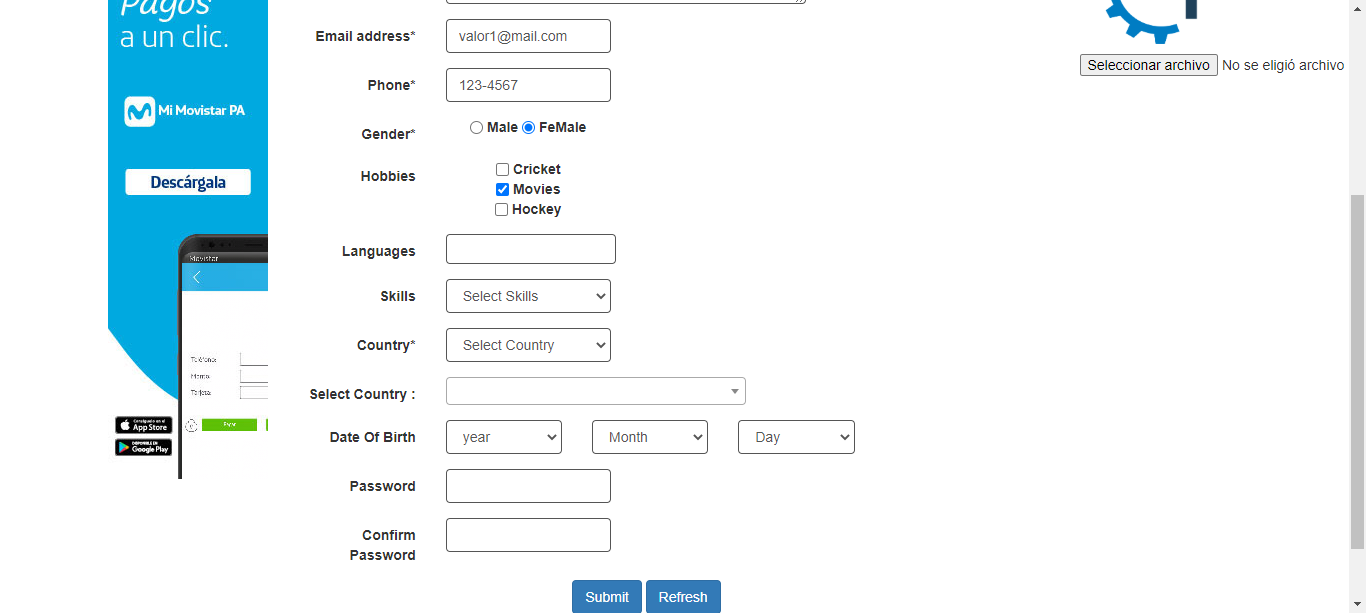 Pagos
a un clic.
Mi Movistar PA
Descárgala
Movistar
Teléfono:
Monto:
Tarjeta:
App Store
DISPONIBLE EN
Google Play
Email address*
valor1@mail.com
Phone*
123-4567
Gender*
Male FeMale
Hobbies
Cricket
Movies
Hockey
Languages
Skills
Select Skills
Country*
Select Country
Select Country :
Date Of Birth
year Month Day
Password
Confirm
Password
Submit Refresh
Seleccionar archivo No se eligió archivo